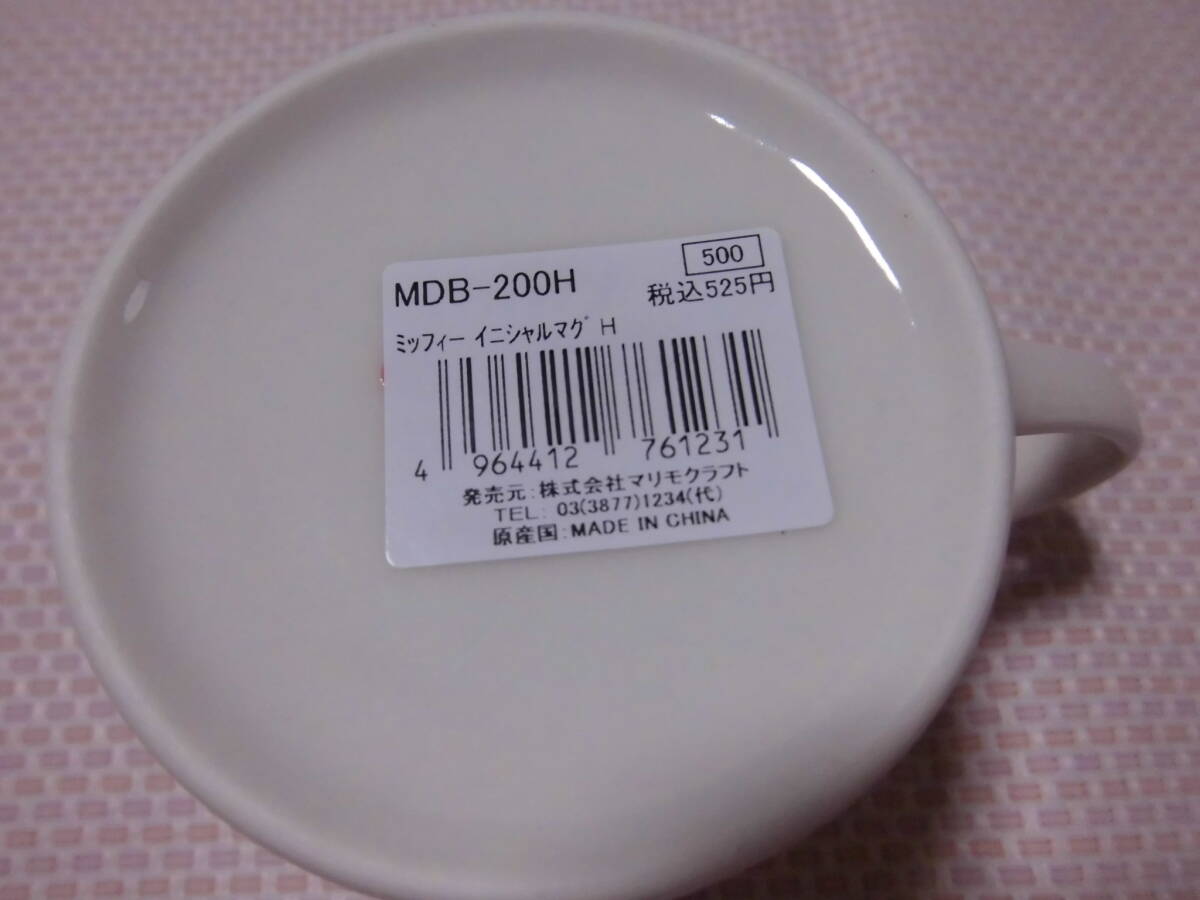 500
MDB-200H
税込525円
ミッフィー イニシャルマグ H
4 964412 761231
発売元:株式会社マリモクラフト
TEL: 03(3877)1234(代)
原産国:MADE IN CHINA